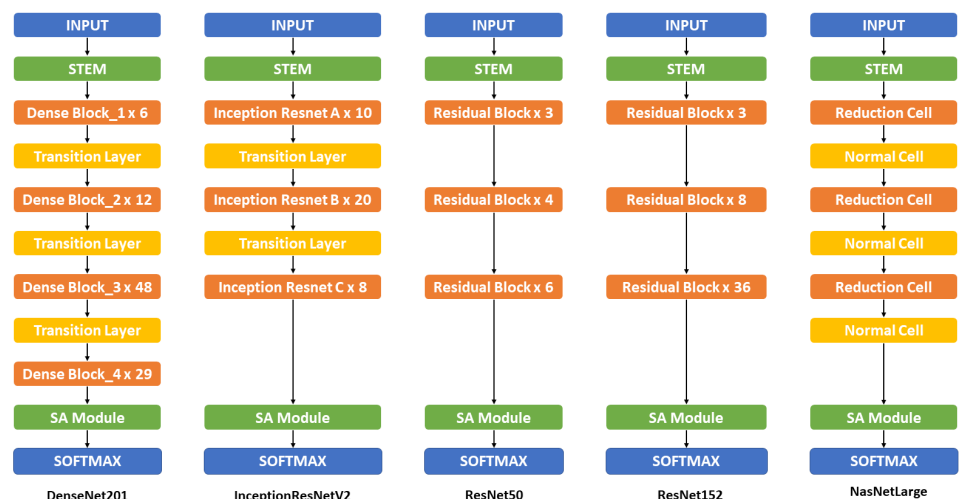 INPUT
STEM
Dense Block_1 x 6
Transition Layer
Dense Block_2 x 12
Transition Layer
Dense Block_3 x 48
Transition Layer
Dense Block_4 x 29
SA Module
SOFTMAX
DenseNet201
INPUT
STEM
Inception Resnet A x 10
Transition Layer
Inception Resnet B x 20
Transition Layer
Inception Resnet C x 8
SA Module
SOFTMAX
InceptionResNetV2
INPUT
STEM
Residual Block x 3
Residual Block x 4
Residual Block x 6
SA Module
SOFTMAX
ResNet50
INPUT
STEM
Residual Block x 3
Residual Block x 8
Residual Block x 36
SA Module
SOFTMAX
ResNet152
INPUT
STEM
Reduction Cell
Normal Cell
Reduction Cell
Normal Cell
Reduction Cell
Normal Cell
SA Module
SOFTMAX
NasNetLarge